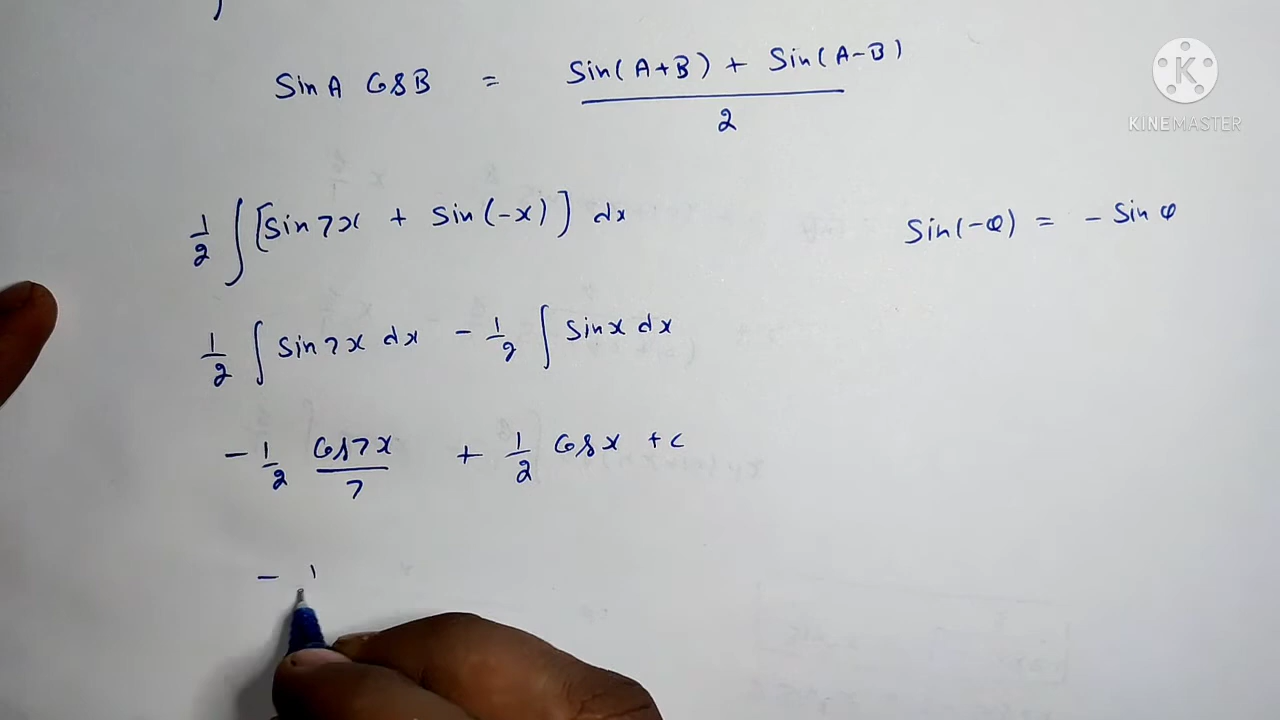 Sin A Cos B = Sin(A+B) + Sin(A-B) / 2
KINEMASTER
1/2 ∫ [Sin 7x + Sin(-x)] dx
Sin(-θ) = - Sin θ
1/2 ∫ Sin 7x dx - 1/2 ∫ Sin x dx
- 1/2 Cos 7x / 7 + 1/2 Cos x + c
- 1